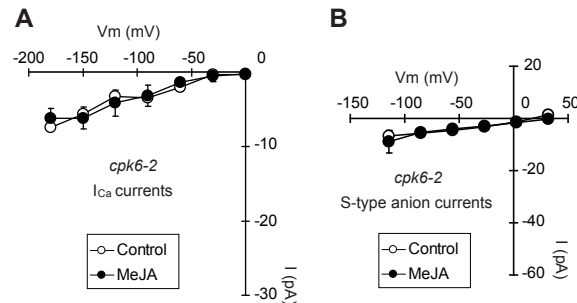 A
Vm (mV)
-200 -150 -100 -50 0
-10
-20
-30
cpk6-2
ICa currents
Control
MeJA
I (pA)
B
Vm (mV)
-150 -100 -50 0 50
20
0
-20
-40
-60
cpk6-2
S-type anion currents
Control
MeJA
I (pA)